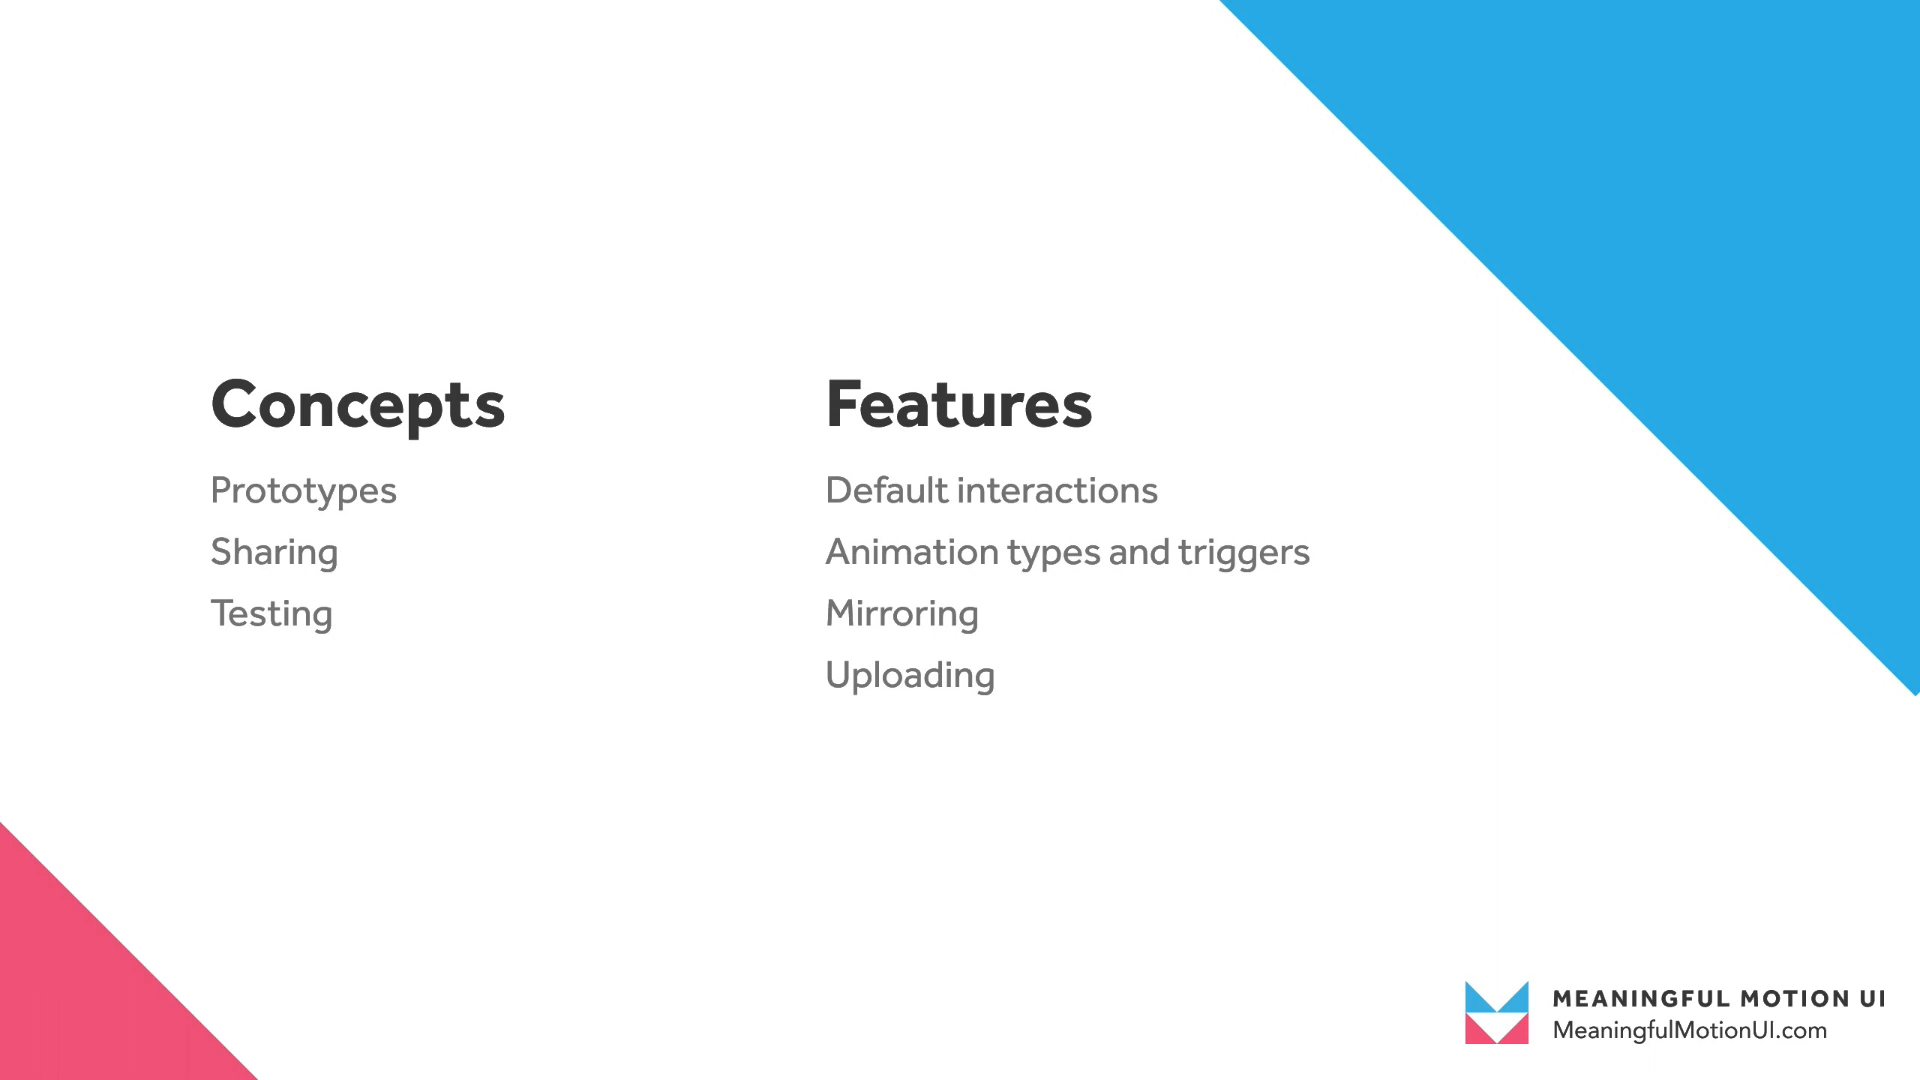 Concepts
Prototypes
Sharing
Testing
Features
Default interactions
Animation types and triggers
Mirroring
Uploading
MEANINGFUL MOTION UI
MeaningfulMotionUI.com